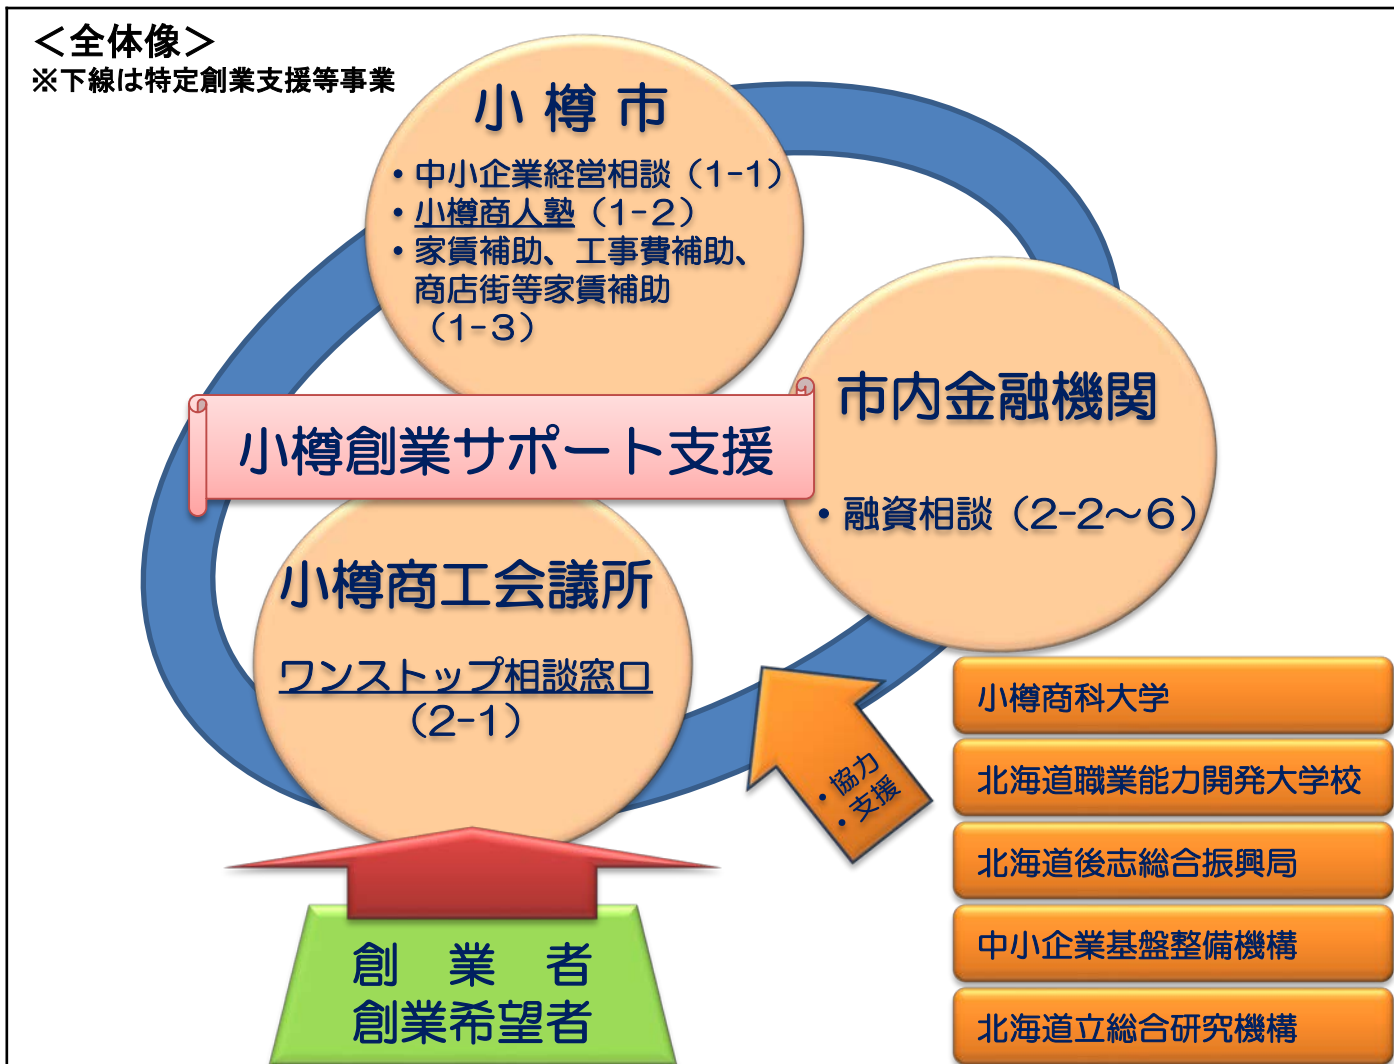 ＜全体像＞
※下線は特定創業支援等事業
小樽市
・中小企業経営相談（1-1）
・小樽商人塾（1-2）
・家賃補助、工事費補助、
商店街等家賃補助
（1-3）
市内金融機関
・融資相談（2-2～6）
小樽創業サポート支援
小樽商工会議所
ワンストップ相談窓口
（2-1）
・協力
・支援
小樽商科大学
北海道職業能力開発大学校
北海道後志総合振興局
中小企業基盤整備機構
北海道立総合研究機構
創　業　者
創業希望者